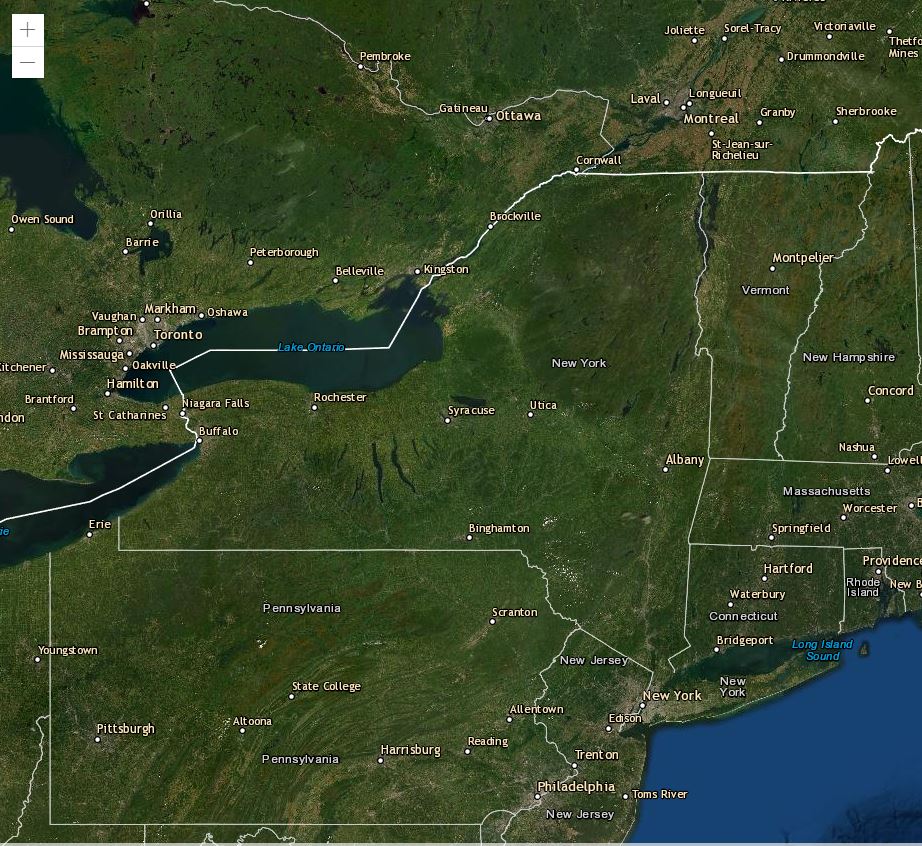 +
−
Joliette
Sorel-Tracy
Victoriaville
Thetfo
Mines
Drummondville
Pembroke
Laval
Longueuil
Gatineau
Ottawa
Montreal
Granby
Sherbrooke
St-Jean-sur-
Richelieu
Cornwall
Owen Sound
Orillia
Brockville
Barrie
Peterborough
Belleville
Kingston
Montpelier
Vermont
Vaughan
Markham
Oshawa
Brampton
Toronto
Mississauga
Lake Ontario
New York
New Hampshire
itchener
Oakville
Hamilton
Concord
Brantford
Niagara Falls
Rochester
St Catharines
Syracuse
Utica
ndon
Buffalo
Nashua
Albany
Lowell
Massachusetts
Worcester
B
Erie
ie
Binghamton
Springfield
Providence
Hartford
Rhode
Island
New B
Waterbury
Pennsylvania
Scranton
Connecticut
Bridgeport
Long Island
Sound
Youngstown
New Jersey
State College
New
York
New York
Allentown
Edison
Altoona
Pittsburgh
Harrisburg
Reading
Pennsylvania
Trenton
Philadelphia
Toms River
New Jersey